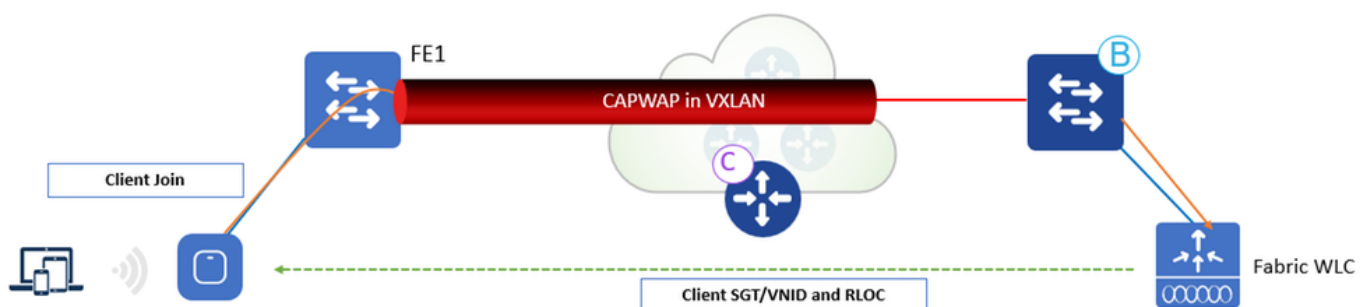 FE1
B
CAPWAP in VXLAN
C
Client Join
Fabric WLC
Client SGT/VNID and RLOC